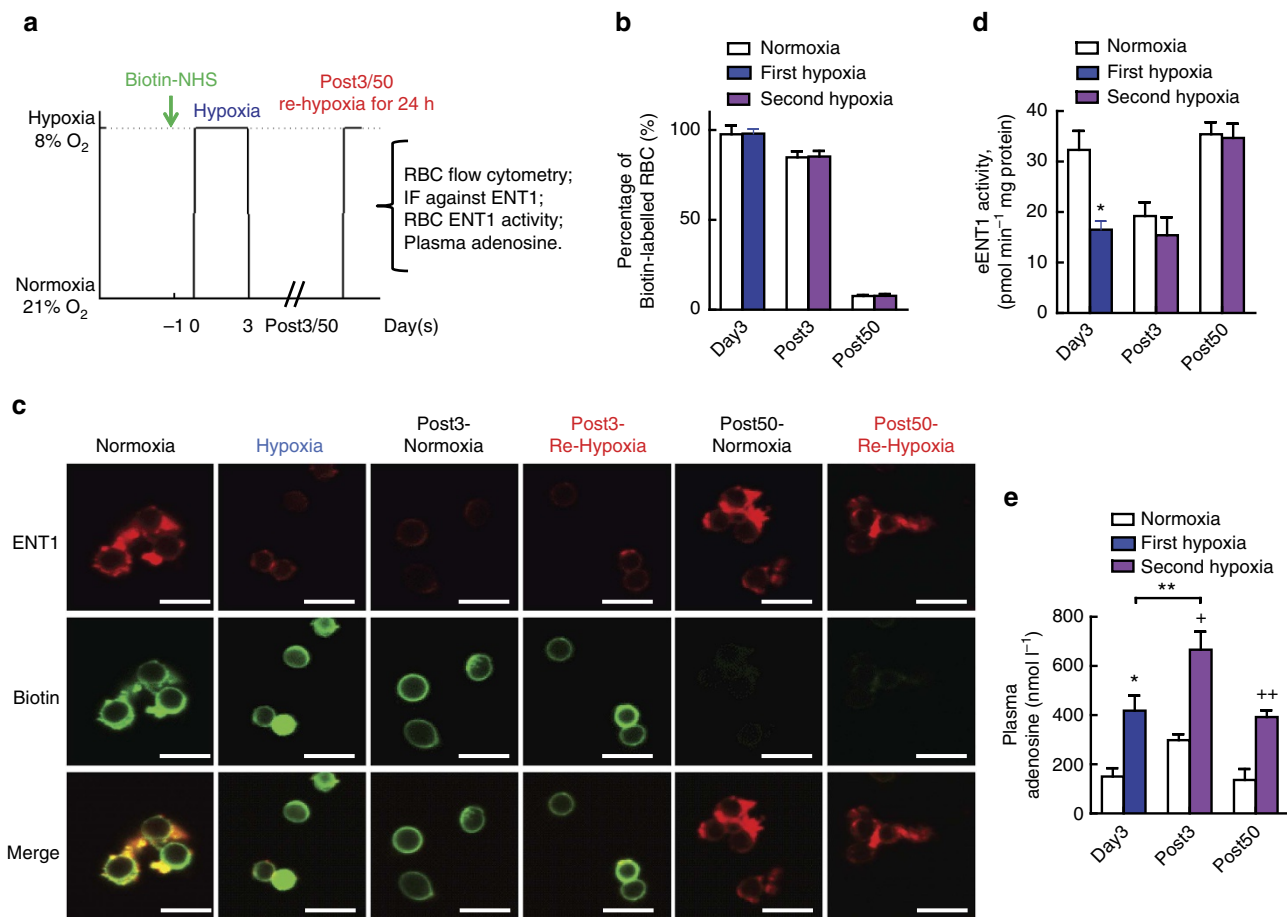 a
Biotin-NHS
Post3/50
re-hypoxia for 24 h
Hypoxia
Hypoxia
8% O₂
RBC flow cytometry;
IF against ENT1;
RBC ENT1 activity;
Plasma adenosine.
Normoxia
21% O₂
−1 0 3 Post3/50 Day(s)
b
Normoxia
First hypoxia
Second hypoxia
Percentage of
Biotin-labelled RBC (%)
100
50
0
Day3 Post3 Post50
d
Normoxia
First hypoxia
Second hypoxia
eENT1 activity,
(pmol min⁻¹ mg protein)
40
30
20
10
0
*
Day3 Post3 Post50
c
Normoxia Hypoxia Post3-Normoxia Post3-Re-Hypoxia Post50-Normoxia Post50-Re-Hypoxia
ENT1
Biotin
Merge
e
Normoxia
First hypoxia
Second hypoxia
Plasma
adenosine (nmol l⁻¹)
800
600
400
200
0
**
* + ++
Day3 Post3 Post50